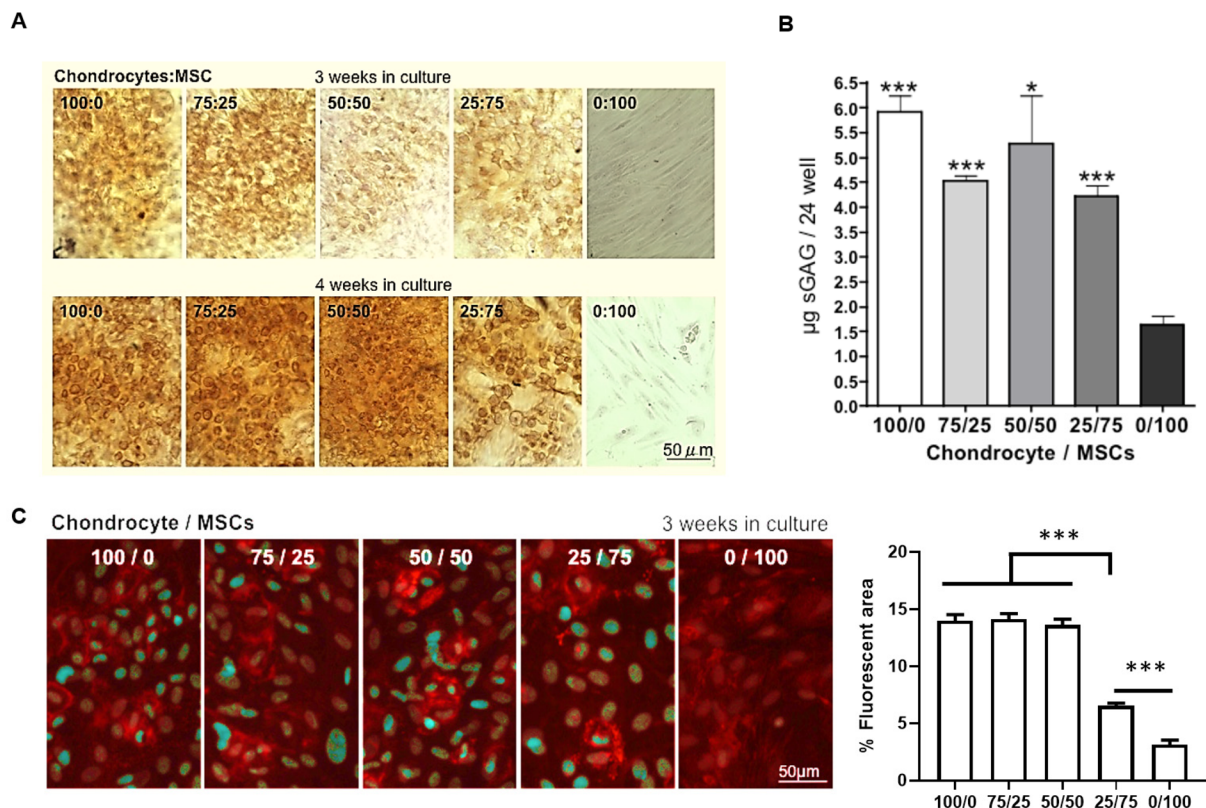 A
Chondrocytes:MSC 3 weeks in culture
100:0 75:25 50:50 25:75 0:100
4 weeks in culture
100:0 75:25 50:50 25:75 0:100
50 μm
B
6.5
6.0
5.5
5.0
4.5
4.0
3.5
3.0
2.5
2.0
1.5
1.0
0.5
0.0
µg sGAG / 24 well
*** *** * ***
100/0 75/25 50/50 25/75 0/100
Chondrocyte / MSCs
C
Chondrocyte / MSCs 3 weeks in culture
100 / 0 75 / 25 50 / 50 25 / 75 0 / 100
50µm
% Fluorescent area
20
15
10
5
0
***
***
100/0 75/25 50/50 25/75 0/100